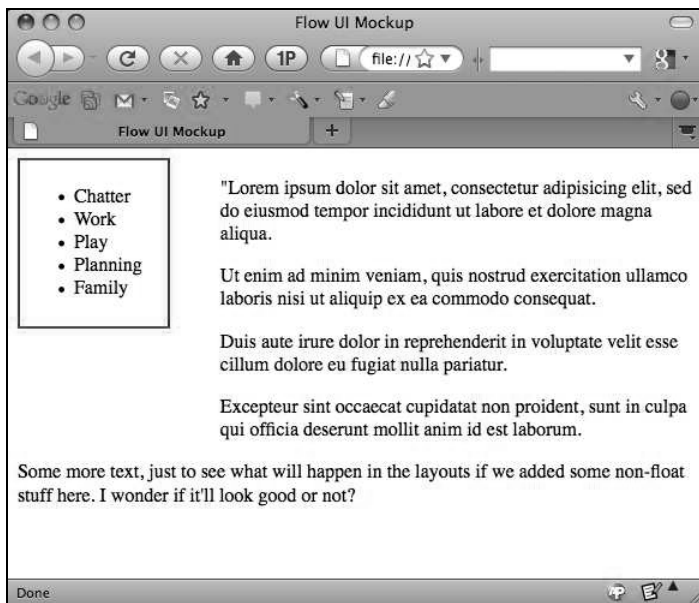 Flow UI Mockup
1P
file://
Google
Flow UI Mockup
+
• Chatter
• Work
• Play
• Planning
• Family
"Lorem ipsum dolor sit amet, consectetur adipisicing elit, sed
do eiusmod tempor incididunt ut labore et dolore magna
aliqua.
Ut enim ad minim veniam, quis nostrud exercitation ullamco
laboris nisi ut aliquip ex ea commodo consequat.
Duis aute irure dolor in reprehenderit in voluptate velit esse
cillum dolore eu fugiat nulla pariatur.
Excepteur sint occaecat cupidatat non proident, sunt in culpa
qui officia deserunt mollit anim id est laborum.
Some more text, just to see what will happen in the layouts if we added some non-float
stuff here. I wonder if it'll look good or not?
Done